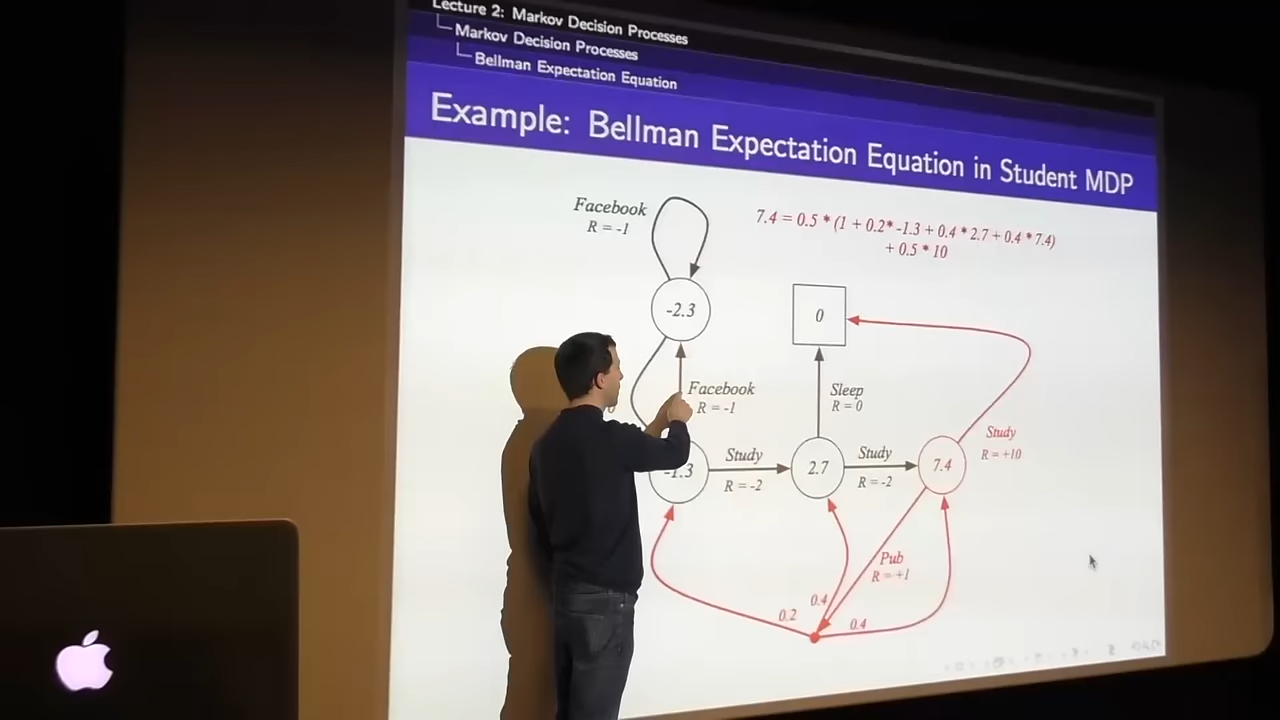 Lecture 2: Markov Decision Processes
Markov Decision Processes
Bellman Expectation Equation
Example: Bellman Expectation Equation in Student MDP
Facebook
R = -1
7.4 = 0.5 * (1 + 0.2* -1.3 + 0.4 * 2.7 + 0.4 * 7.4)
+ 0.5 * 10
-2.3
0
Facebook
R = -1
0
Sleep
R = 0
Study
R = +10
-1.3
Study
R = -2
2.7
Study
R = -2
7.4
Pub
R = +1
0.2
0.4
0.4